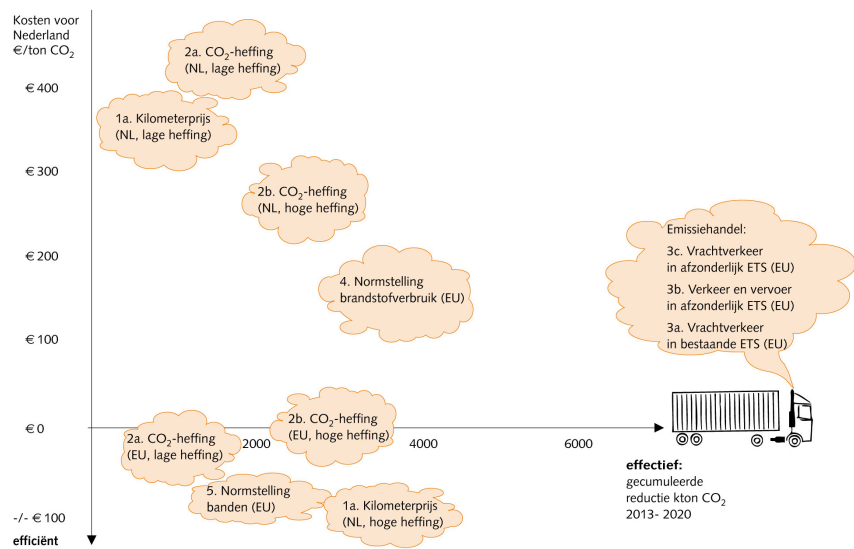 Kosten voor
Nederland
€/ton CO₂
2a. CO₂-heffing
(NL, lage heffing)
€ 400
1a. Kilometerprijs
(NL, lage heffing)
€ 300
2b. CO₂-heffing
(NL, hoge heffing)
Emissiehandel:
3c. Vrachtverkeer
in afzonderlijk ETS (EU)
3b. Verkeer en vervoer
in afzonderlijk ETS (EU)
3a. Vrachtverkeer
in bestaande ETS (EU)
€ 200
4. Normstelling
brandstofverbruik (EU)
€ 100
€ 0
2b. CO₂-heffing
(EU, hoge heffing)
2a. CO₂-heffing
(EU, lage heffing)
2000
4000
6000
effectief:
gecumuleerde
reductie kton CO₂
2013- 2020
5. Normstelling
banden (EU)
1a. Kilometerprijs
(NL, hoge heffing)
-/- € 100
efficiënt